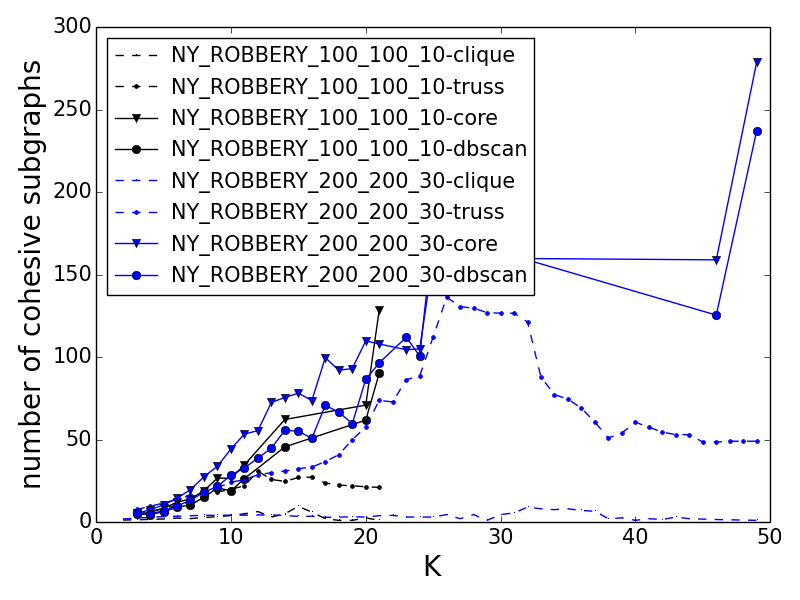 300
250
200
150
100
50
0
number of cohesive subgraphs
NY_ROBBERY_100_100_10-clique
NY_ROBBERY_100_100_10-truss
NY_ROBBERY_100_100_10-core
NY_ROBBERY_100_100_10-dbscan
NY_ROBBERY_200_200_30-clique
NY_ROBBERY_200_200_30-truss
NY_ROBBERY_200_200_30-core
NY_ROBBERY_200_200_30-dbscan
0 10 20 30 40 50
K